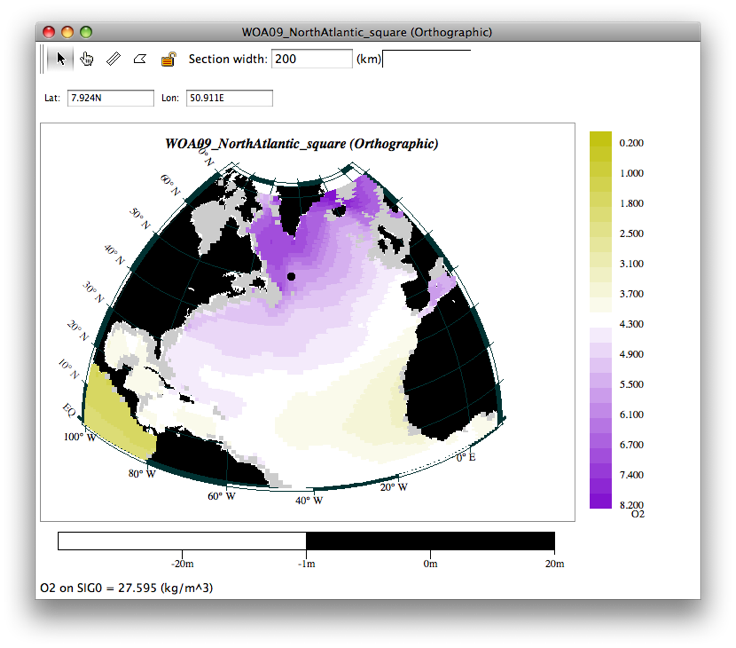 WOA09_NorthAtlantic_square (Orthographic)
Section width: 200 (km)
Lat: 7.924N Lon: 50.911E
WOA09_NorthAtlantic_square (Orthographic)
60° N
50° N
40° N
30° N
20° N
10° N
EQ
100° W
80° W
60° W
40° W
20° W
0° E
0.200
1.000
1.800
2.500
3.100
3.700
4.300
4.900
5.500
6.100
6.700
7.400
8.200
O2
-20m -1m 0m 20m
O2 on SIG0 = 27.595 (kg/m^3)